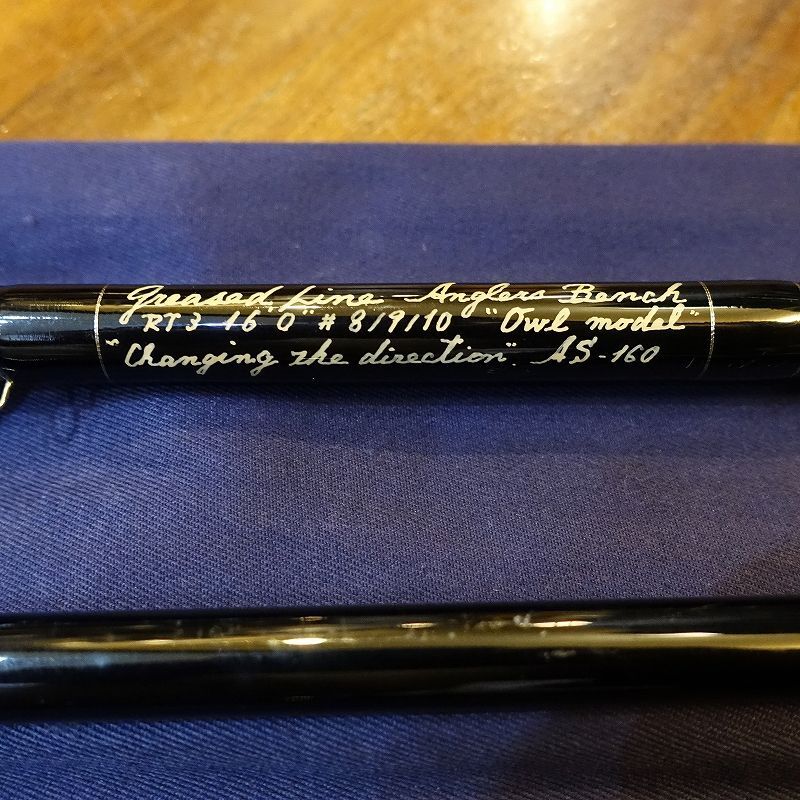 Greased Line - Anglers Bench
RT3 16"0" # 8/9/10 "Owl model"
"Changing the direction". AS-160